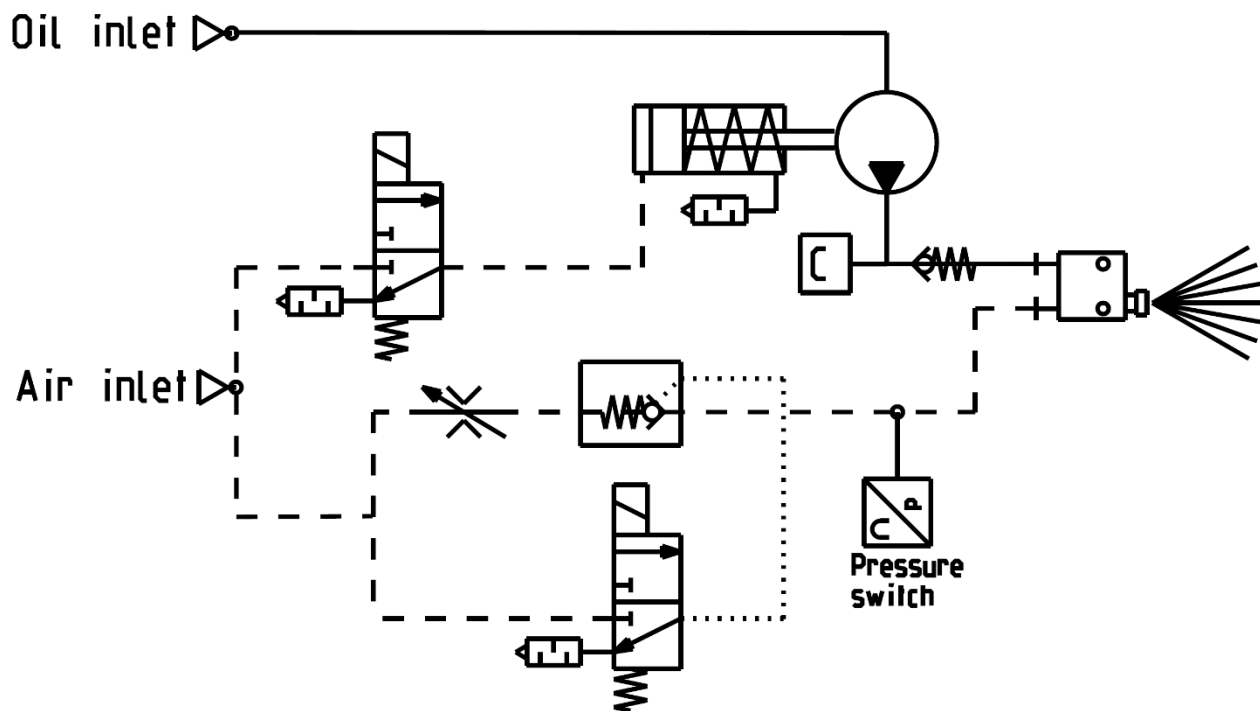 Oil inlet
C
Air inlet
U P
Pressure
switch